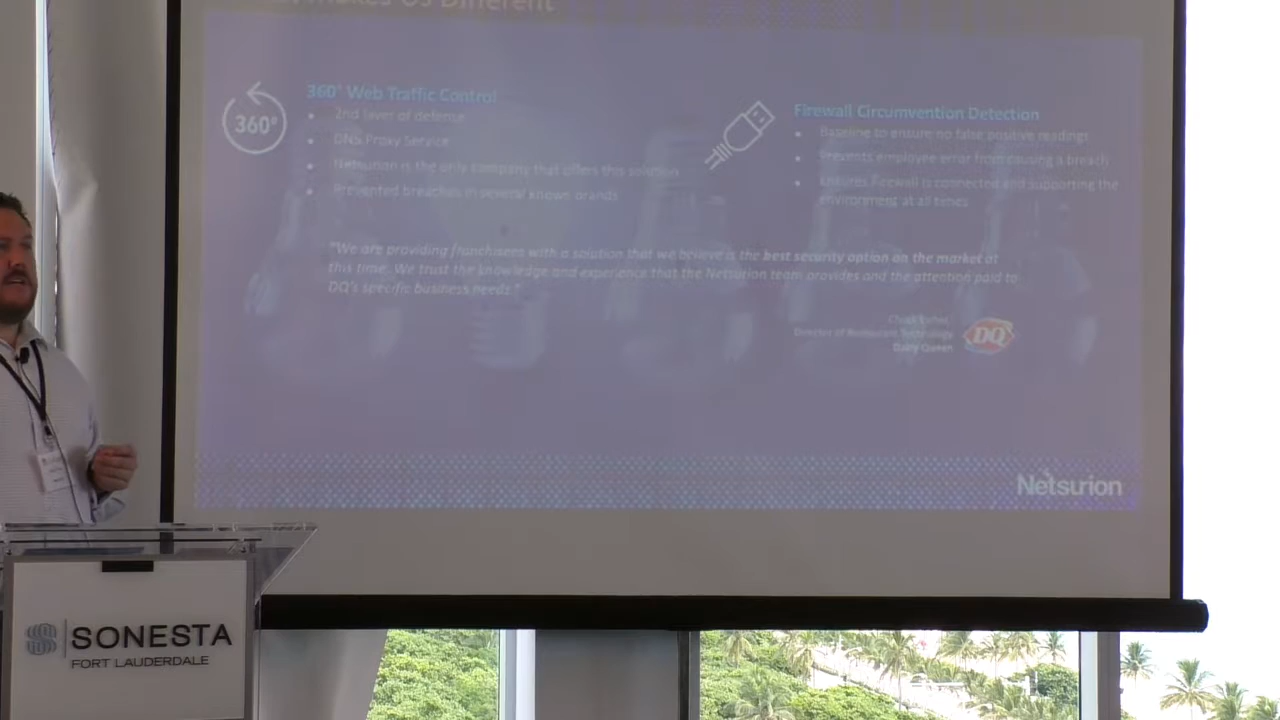 Makes Us Different
360°
360° Web Traffic Control
2nd layer of defense
DNS Proxy Service
Netsurion is the only company that offers this solution
Prevented breaches in several known brands
Firewall Circumvention Detection
Baseline to ensure no false positive readings
Prevents employee error from causing a breach
Ensures Firewall is connected and supporting the
environment at all times
"We are providing franchisees with a solution that we believe is the best security option on the market at
this time. We trust the knowledge and experience that the Netsurion team provides and the attention paid to
DQ's specific business needs."
Director of Restaurant Technology
Dairy Queen
DQ
Netsurion
SONESTA
FORT LAUDERDALE